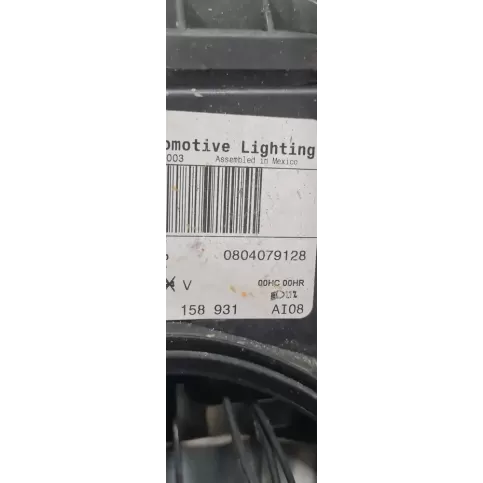 omotive Lighting
003 Assembled in Mexico
0804079128
V 00HC 00HR
158 931 AI08